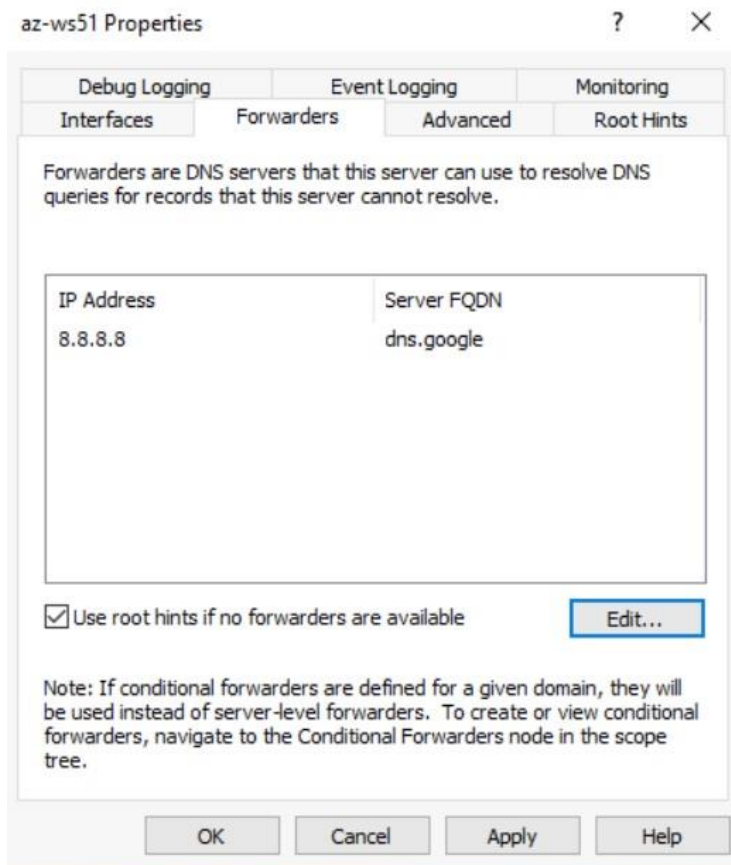 az-ws51 Properties ? ×
Debug Logging Event Logging Monitoring
Interfaces Forwarders Advanced Root Hints
Forwarders are DNS servers that this server can use to resolve DNS
queries for records that this server cannot resolve.
IP Address Server FQDN
8.8.8.8 dns.google
Use root hints if no forwarders are available Edit...
Note: If conditional forwarders are defined for a given domain, they will
be used instead of server-level forwarders. To create or view conditional
forwarders, navigate to the Conditional Forwarders node in the scope
tree.
OK Cancel Apply Help